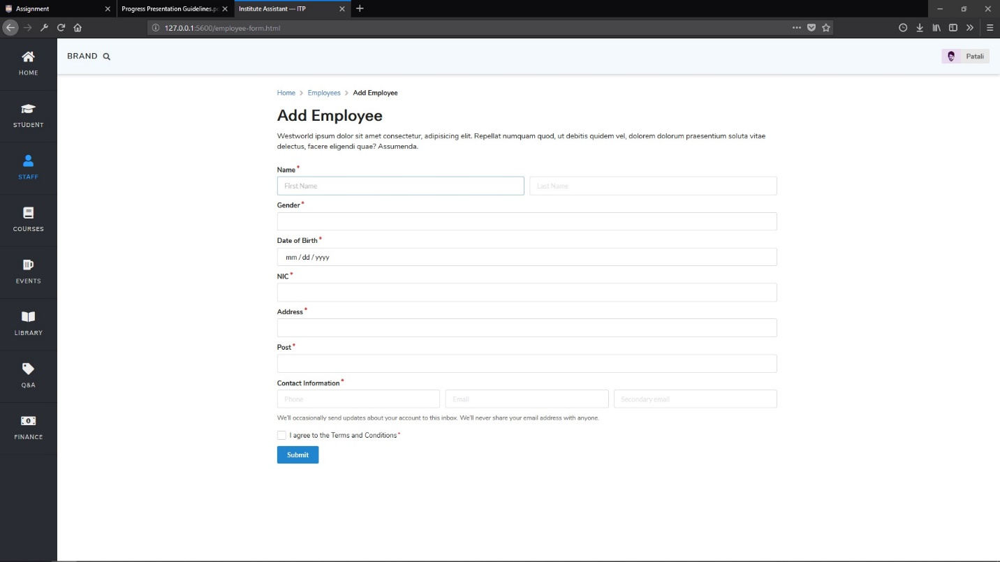 Assignment
Progress Presentation Guidelines.p
Institute Assistant — ITP
127.0.0.1:5600/employee-form.html
BRAND
Patali
HOME
STUDENT
STAFF
COURSES
EVENTS
LIBRARY
Q&A
FINANCE
Home > Employees > Add Employee
Add Employee
Westworld ipsum dolor sit amet consectetur, adipisicing elit. Repellat numquam quod, ut debitis quidem vel, dolorem dolorum praesentium soluta vitae
delectus, facere eligendi quae? Assumenda.
Name *
First Name Last Name
Gender *
Date of Birth *
mm / dd / yyyy
NIC *
Address *
Post *
Contact Information *
Phone Email Secondary email
We'll occasionally send updates about your account to this inbox. We'll never share your email address with anyone.
I agree to the Terms and Conditions *
Submit